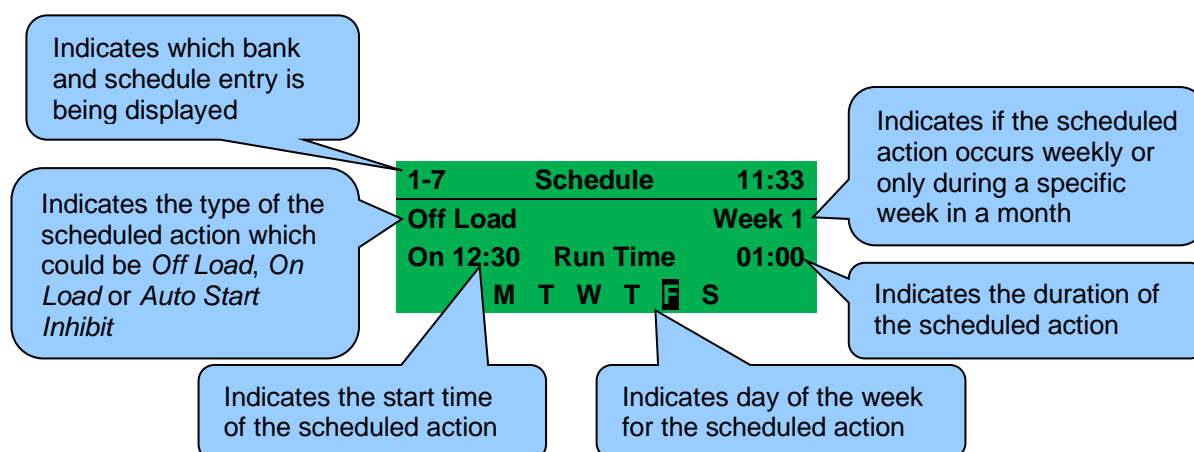 Indicates which bank
and schedule entry is
being displayed
Indicates the type of the
scheduled action which
could be Off Load, On
Load or Auto Start
Inhibit
1-7 Schedule 11:33
Off Load Week 1
On 12:30 Run Time 01:00
M T W T F S
Indicates if the scheduled
action occurs weekly or
only during a specific
week in a month
Indicates the duration of
the scheduled action
Indicates the start time
of the scheduled action
Indicates day of the week
for the scheduled action